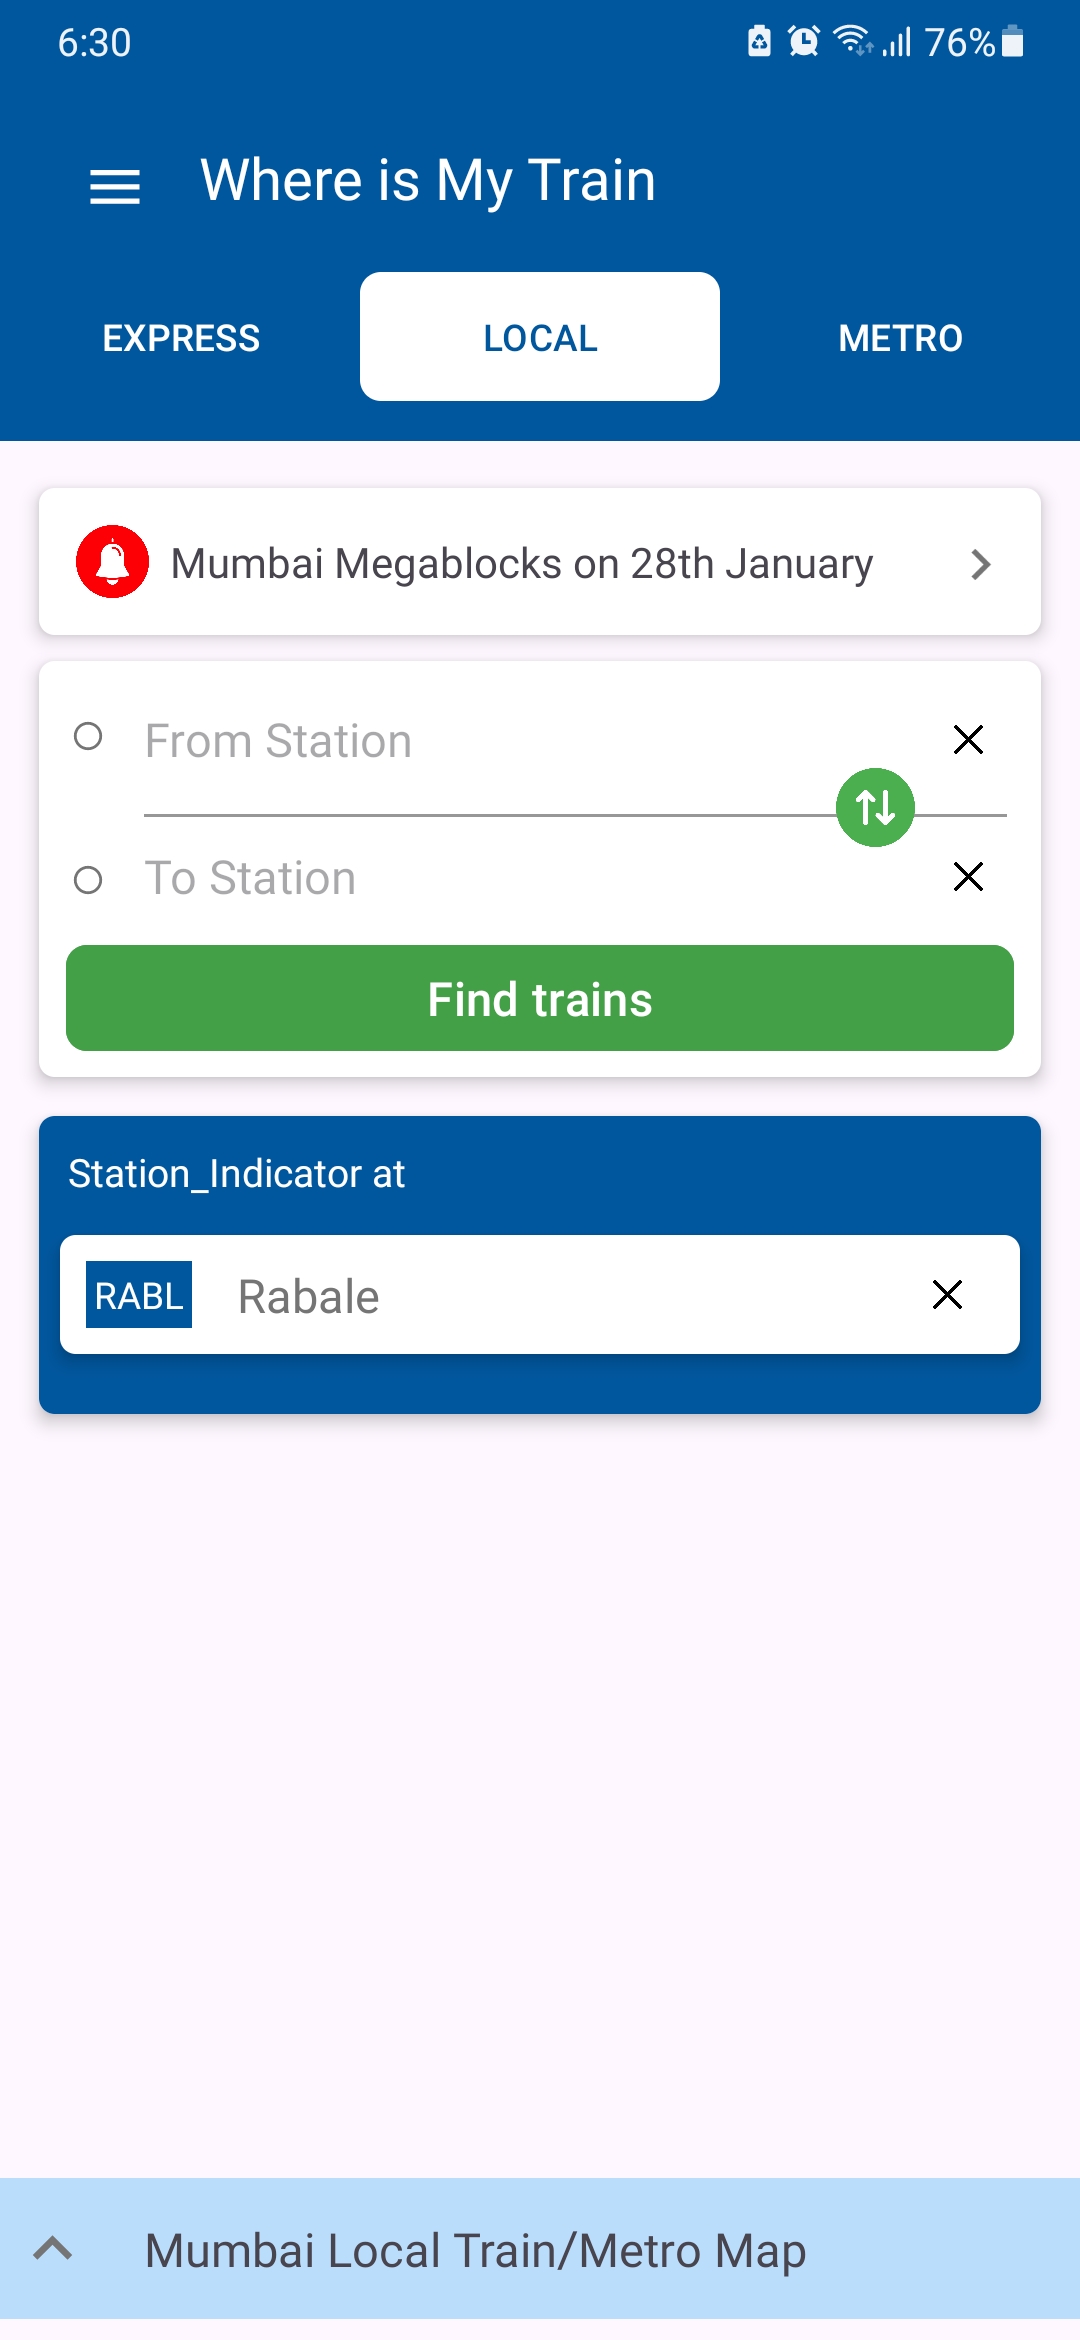 6:30
76%
Where is My Train
EXPRESS
LOCAL
METRO
Mumbai Megablocks on 28th January
From Station
To Station
Find trains
Station_Indicator at
RABL
Rabale
Mumbai Local Train/Metro Map